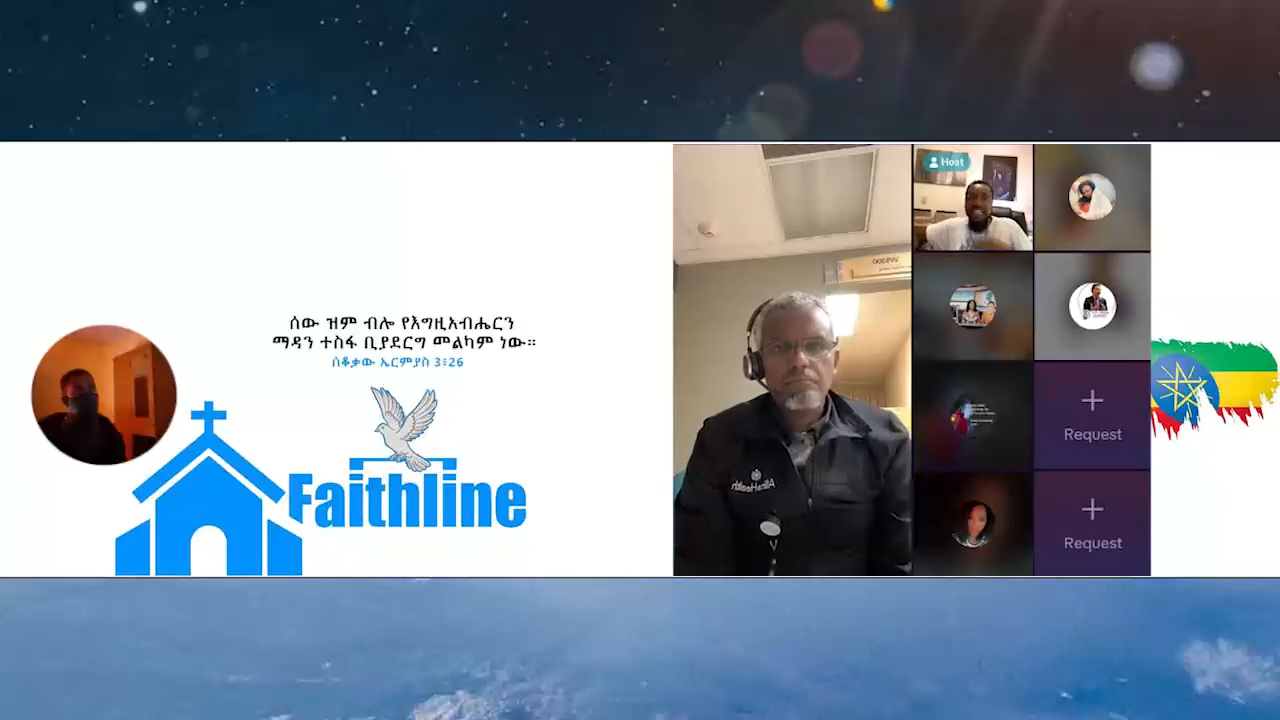 ሰው ዝም ብሎ የእግዚአብሔርን
ማዳን ተስፋ ቢያደርግ መልካም ነው።
ሰቆቃው ኤርምያስ 3፥26
Faithline
Host
Request
Request